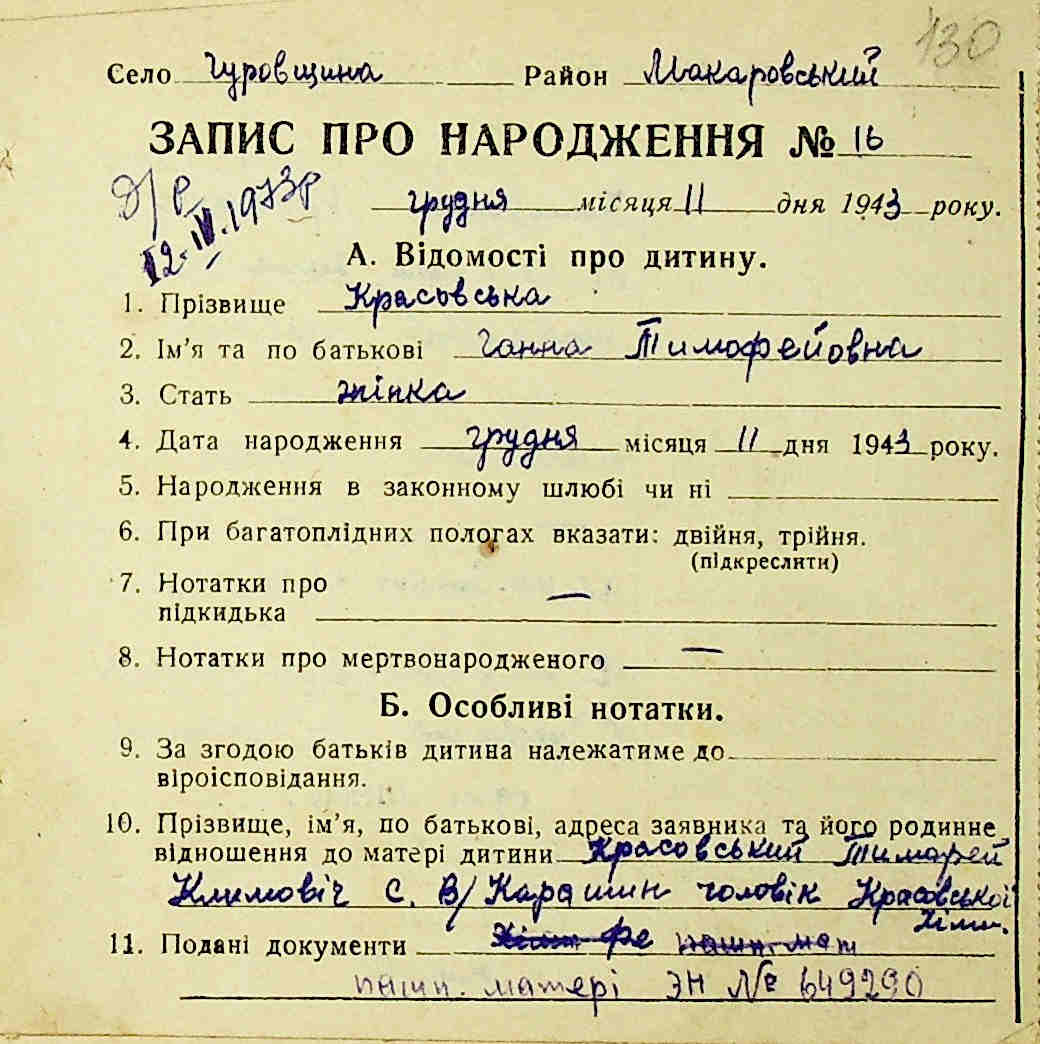 130
Село Гуровщина Район Макаровський
ЗАПИС ПРО НАРОДЖЕННЯ № 16
Д/Р
12.IV.1973р
грудня місяця 11 дня 1943 року.
А. Відомості про дитину.
1. Прізвище Красовська
2. Ім'я та по батькові Ганна Тимофейовна
3. Стать жінка
4. Дата народження грудня місяця 11 дня 1943 року.
5. Народження в законному шлюбі чи ні
6. При багатоплідних пологах вказати: двійня, трійня.
(підкреслити)
7. Нотатки про
підкидька —
8. Нотатки про мертвонародженого —
Б. Особливі нотатки.
9. За згодою батьків дитина належатиме до
віроісповідання.
10. Прізвище, ім'я, по батькові, адреса заявника та його родинне
відношення до матері дитини Красовський Тимофей
Климовіч С. В/Карашин чоловік Красовської
Хіми.
11. Подані документи пашп. мат
пашп. матері ЭН № 649290